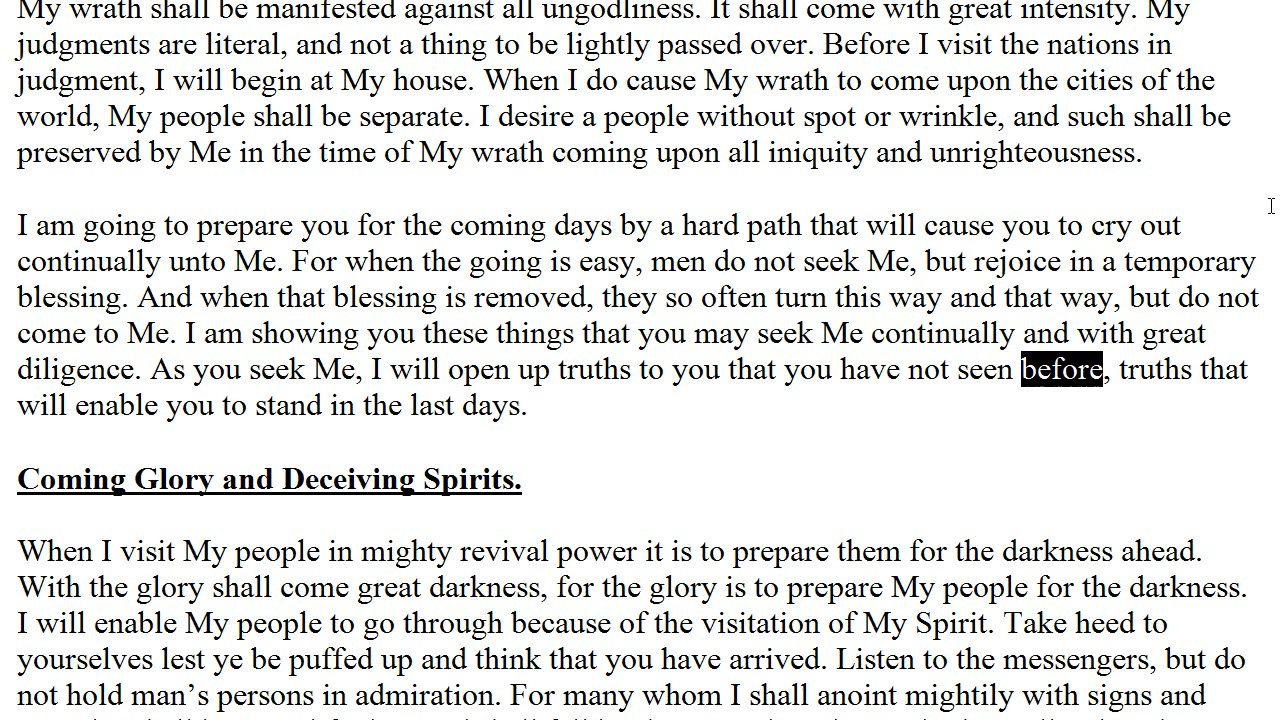 My wrath shall be manifested against all ungodliness. It shall come with great intensity. My
judgments are literal, and not a thing to be lightly passed over. Before I visit the nations in
judgment, I will begin at My house. When I do cause My wrath to come upon the cities of the
world, My people shall be separate. I desire a people without spot or wrinkle, and such shall be
preserved by Me in the time of My wrath coming upon all iniquity and unrighteousness.
I am going to prepare you for the coming days by a hard path that will cause you to cry out
continually unto Me. For when the going is easy, men do not seek Me, but rejoice in a temporary
blessing. And when that blessing is removed, they so often turn this way and that way, but do not
come to Me. I am showing you these things that you may seek Me continually and with great
diligence. As you seek Me, I will open up truths to you that you have not seen before, truths that
will enable you to stand in the last days.
Coming Glory and Deceiving Spirits.
When I visit My people in mighty revival power it is to prepare them for the darkness ahead.
With the glory shall come great darkness, for the glory is to prepare My people for the darkness.
I will enable My people to go through because of the visitation of My Spirit. Take heed to
yourselves lest ye be puffed up and think that you have arrived. Listen to the messengers, but do
not hold man’s persons in admiration. For many whom I shall anoint mightily with signs and